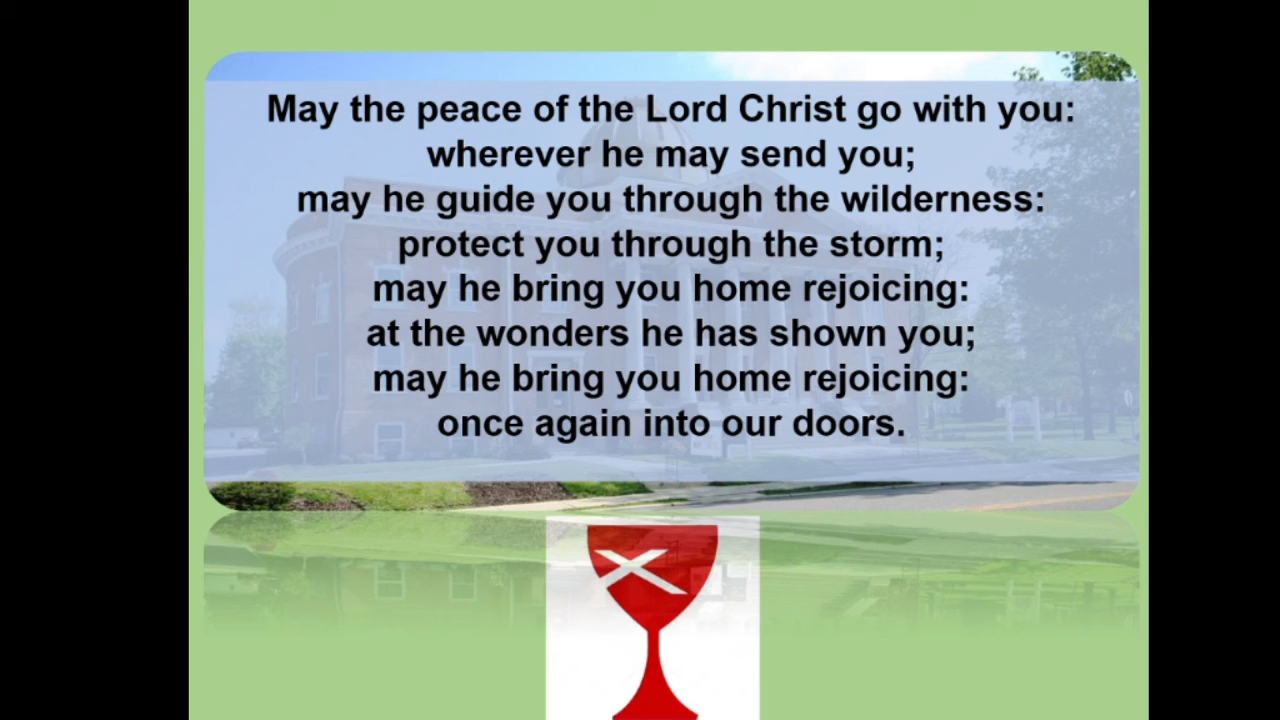 May the peace of the Lord Christ go with you:
wherever he may send you;
may he guide you through the wilderness:
protect you through the storm;
may he bring you home rejoicing:
at the wonders he has shown you;
may he bring you home rejoicing:
once again into our doors.